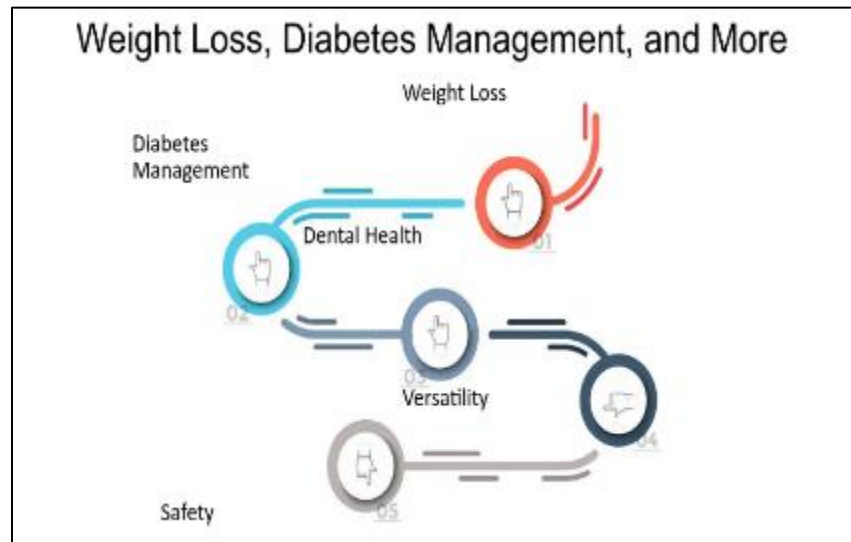 Weight Loss, Diabetes Management, and More
Weight Loss
Diabetes
Management
01
Dental Health
02
03
Versatility
04
05
Safety